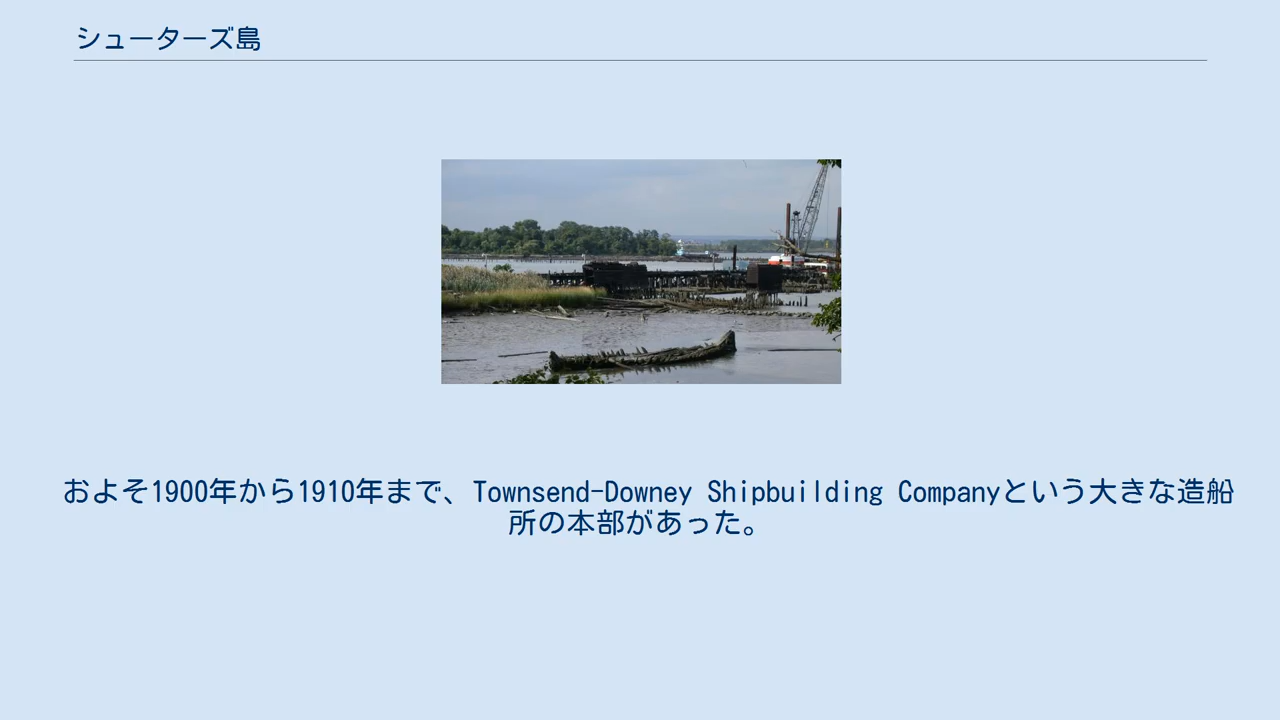 シューターズ島
およそ1900年から1910年まで、Townsend-Downey Shipbuilding Companyという大きな造船
所の本部があった。